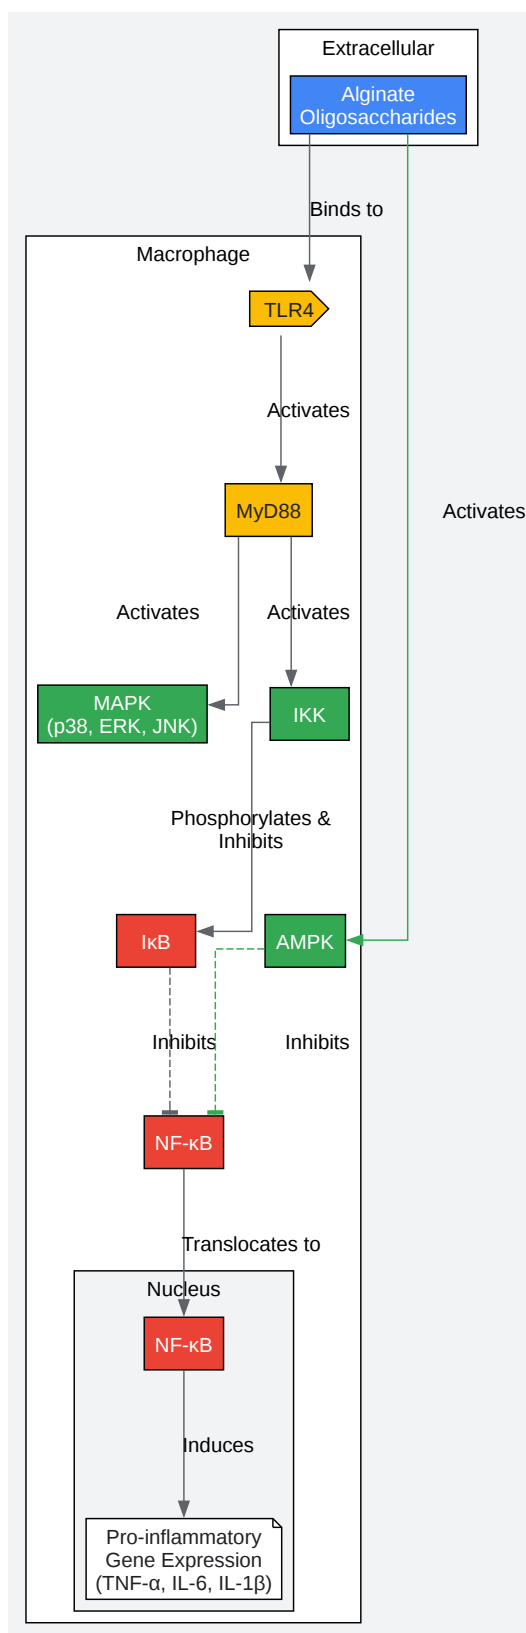 Extracellular
Alginate
Oligosaccharides
Binds to
Macrophage
TLR4
Activates
MyD88
Activates
Activates
Activates
MAPK
(p38, ERK, JNK)
IKK
Phosphorylates &
Inhibits
IκB
AMPK
Inhibits
Inhibits
NF-κB
Translocates to
Nucleus
NF-κB
Induces
Pro-inflammatory
Gene Expression
(TNF-α, IL-6, IL-1β)